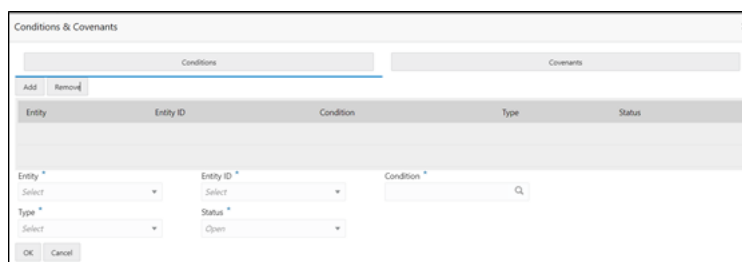 Conditions & Covenants
Conditions Covenants
Add Remove
Entity Entity ID Condition Type Status
Entity * Entity ID * Condition *
Select Select
Type * Status *
Select Open
OK Cancel